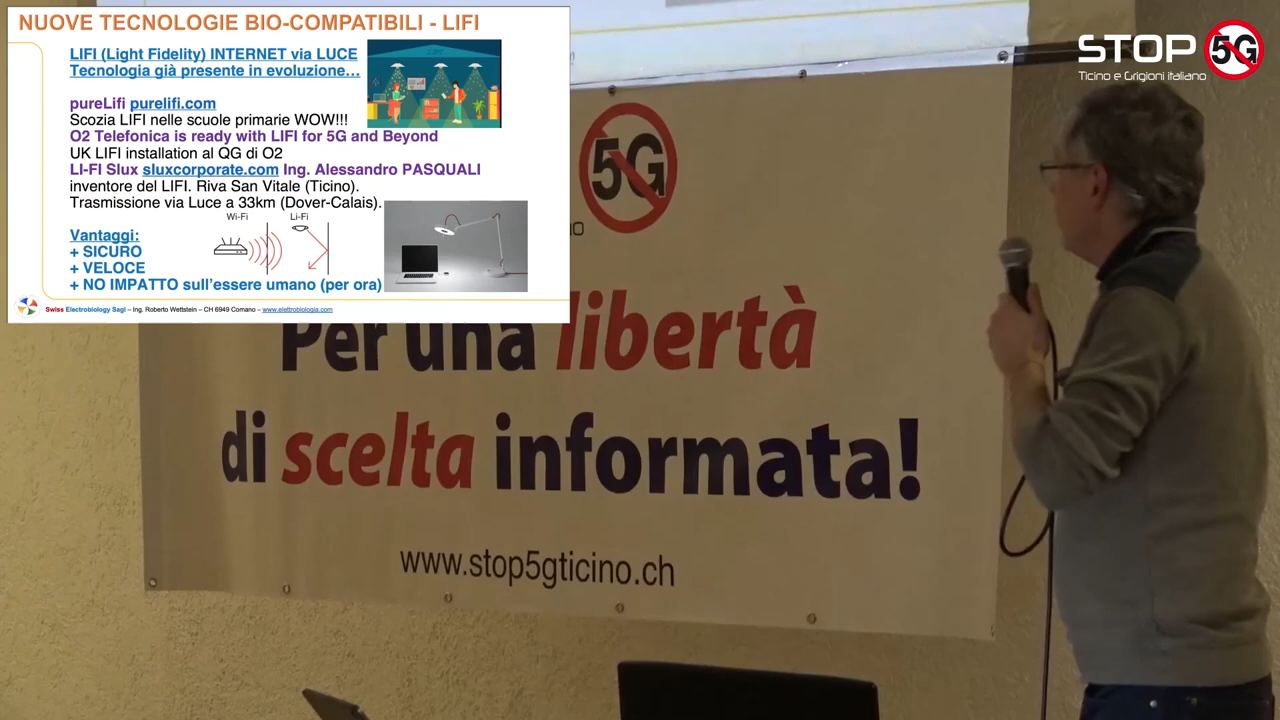 NUOVE TECNOLOGIE BIO-COMPATIBILI - LIFI
LIFI (Light Fidelity) INTERNET via LUCE
Tecnologia già presente in evoluzione…
pureLifi purelifi.com
Scozia LIFI nelle scuole primarie WOW!!!
O2 Telefonica is ready with LIFI for 5G and Beyond
UK LIFI installation al QG di O2
LI-FI Slux sluxcorporate.com Ing. Alessandro PASQUALI
inventore del LIFI. Riva San Vitale (Ticino).
Trasmissione via Luce a 33km (Dover-Calais).
Wi-Fi
Li-Fi
Vantaggi:
+ SICURO
+ VELOCE
+ NO IMPATTO sull'essere umano (per ora)
Swiss Electrobiology Sagl – Ing. Roberto Wettstein – CH 6949 Comano – www.elettrobiologia.com
STOP 5G
Ticino e Grigioni italiano
5G
no
Per una libertà
di scelta informata!
www.stop5gticino.ch